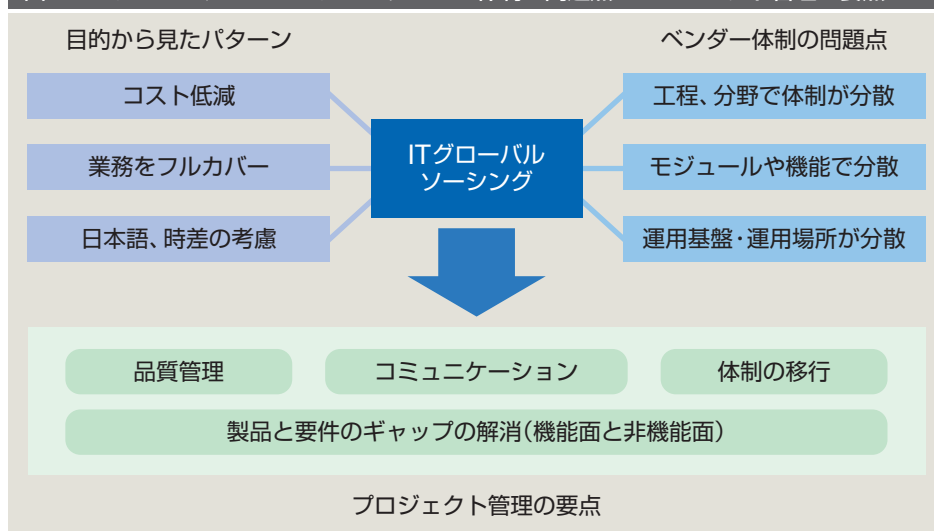 目的から見たパターン
ベンダー体制の問題点
コスト低減
業務をフルカバー
日本語、時差の考慮
ITグローバル
ソーシング
工程、分野で体制が分散
モジュールや機能で分散
運用基盤・運用場所が分散
品質管理
コミュニケーション
体制の移行
製品と要件のギャップの解消(機能面と非機能面)
プロジェクト管理の要点